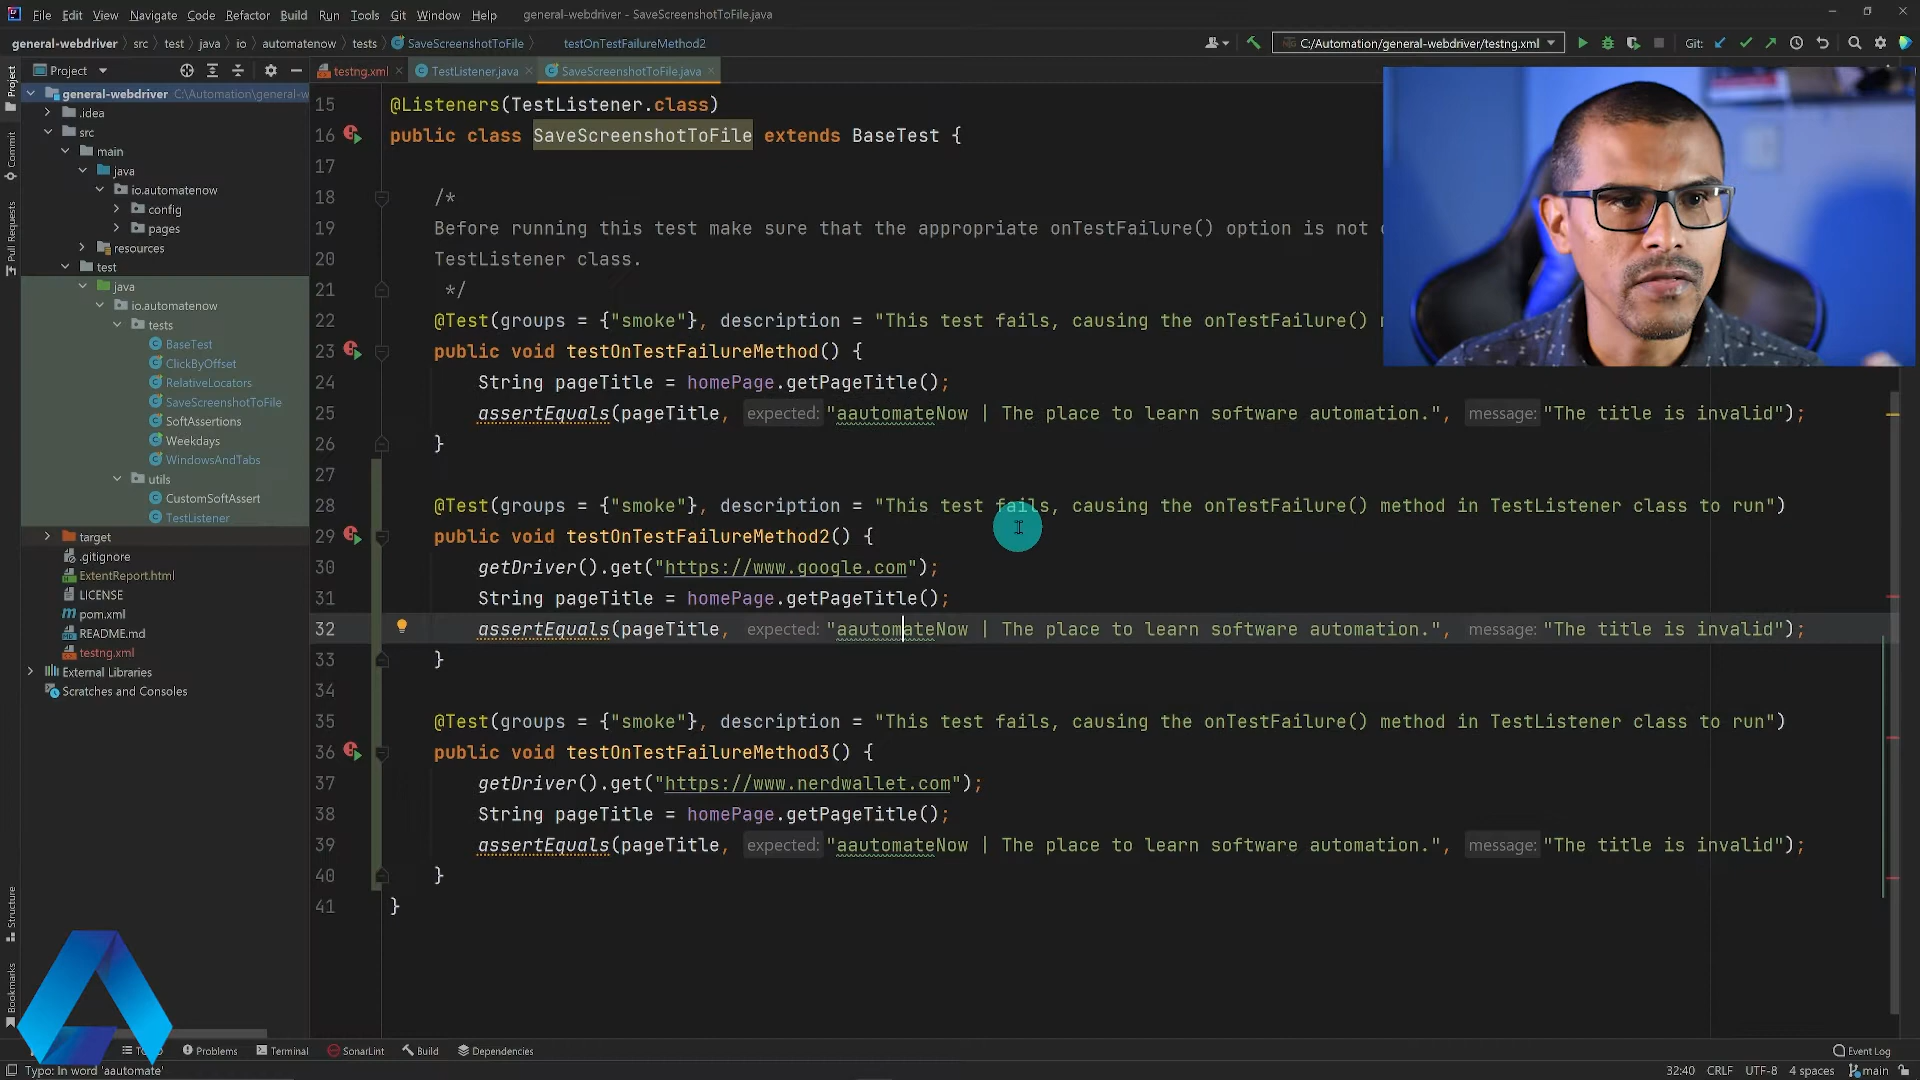 File Edit View Navigate Code Refactor Build Run Tools Git Window Help general-webdriver - SaveScreenshotToFile.java
general-webdriver src test java io automatenow tests SaveScreenshotToFile testOnTestFailureMethod2 C:/Automation/general-webdriver/testng.xml Git:
Project
testng.xml TestListener.java SaveScreenshotToFile.java
Project
Commit
Pull Requests
Structure
Bookmarks
general-webdriver C:\Automation\general-w
.idea
src
main
java
io.automatenow
config
pages
resources
test
java
io.automatenow
tests
BaseTest
ClickByOffset
RelativeLocators
SaveScreenshotToFile
SoftAssertions
Weekdays
WindowsAndTabs
utils
CustomSoftAssert
TestListener
target
.gitignore
ExtentReport.html
LICENSE
pom.xml
README.md
testng.xml
External Libraries
Scratches and Consoles
15 @Listeners(TestListener.class)
16 public class SaveScreenshotToFile extends BaseTest {
17
18 /*
19 Before running this test make sure that the appropriate onTestFailure() option is not
20 TestListener class.
21 */
22 @Test(groups = {"smoke"}, description = "This test fails, causing the onTestFailure()
23 public void testOnTestFailureMethod() {
24 String pageTitle = homePage.getPageTitle();
25 assertEquals(pageTitle, expected: "aautomateNow | The place to learn software automation.", message: "The title is invalid");
26 }
27
28 @Test(groups = {"smoke"}, description = "This test fails, causing the onTestFailure() method in TestListener class to run")
29 public void testOnTestFailureMethod2() {
30 getDriver().get("https://www.google.com");
31 String pageTitle = homePage.getPageTitle();
32 assertEquals(pageTitle, expected: "aautomateNow | The place to learn software automation.", message: "The title is invalid");
33 }
34
35 @Test(groups = {"smoke"}, description = "This test fails, causing the onTestFailure() method in TestListener class to run")
36 public void testOnTestFailureMethod3() {
37 getDriver().get("https://www.nerdwallet.com");
38 String pageTitle = homePage.getPageTitle();
39 assertEquals(pageTitle, expected: "aautomateNow | The place to learn software automation.", message: "The title is invalid");
40 }
41 }
Problems Terminal SonarLint Build Dependencies Event Log
Typo: In word 'aautomate' 32:40 CRLF UTF-8 4 spaces main